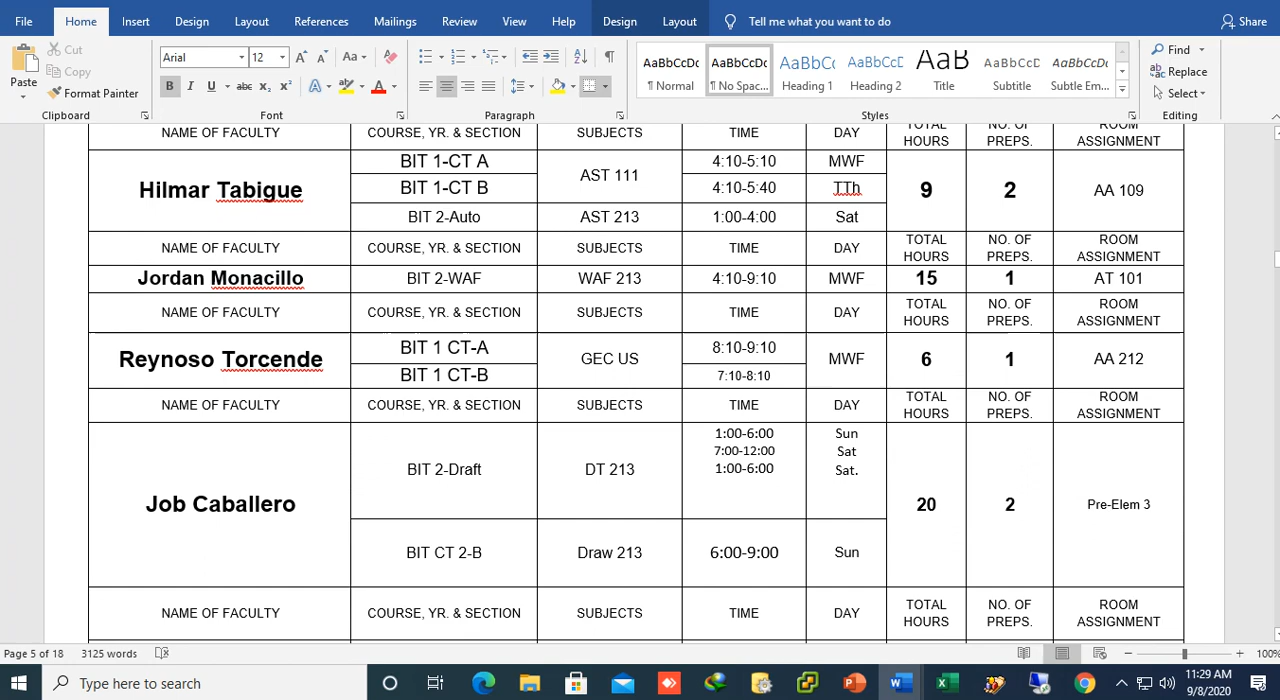 File Home Insert Design Layout References Mailings Review View Help Design Layout Tell me what you want to do Share
Cut
Copy
Paste Format Painter
Clipboard
Arial 12 Aa
B I U abc x₂ x² A A
Font
Paragraph
AaBbCcDc AaBbCcDc AaBbCc AaBbCcE AaB AaBbCcD AaBbCcD
¶ Normal ¶ No Spac... Heading 1 Heading 2 Title Subtitle Subtle Em...
Styles
Find
Replace
Select
Editing
NAME OF FACULTY COURSE, YR. & SECTION SUBJECTS TIME DAY TOTAL HOURS NO. OF PREPS. ROOM ASSIGNMENT
Hilmar Tabigue BIT 1-CT A AST 111 4:10-5:10 MWF 9 2 AA 109
BIT 1-CT B 4:10-5:40 TTh
BIT 2-Auto AST 213 1:00-4:00 Sat
NAME OF FACULTY COURSE, YR. & SECTION SUBJECTS TIME DAY TOTAL HOURS NO. OF PREPS. ROOM ASSIGNMENT
Jordan Monacillo BIT 2-WAF WAF 213 4:10-9:10 MWF 15 1 AT 101
NAME OF FACULTY COURSE, YR. & SECTION SUBJECTS TIME DAY TOTAL HOURS NO. OF PREPS. ROOM ASSIGNMENT
Reynoso Torcende BIT 1 CT-A GEC US 8:10-9:10 MWF 6 1 AA 212
BIT 1 CT-B 7:10-8:10
NAME OF FACULTY COURSE, YR. & SECTION SUBJECTS TIME DAY TOTAL HOURS NO. OF PREPS. ROOM ASSIGNMENT
Job Caballero BIT 2-Draft DT 213 1:00-6:00 Sun 20 2 Pre-Elem 3
7:00-12:00 Sat
1:00-6:00 Sat.
BIT CT 2-B Draw 213 6:00-9:00 Sun
NAME OF FACULTY COURSE, YR. & SECTION SUBJECTS TIME DAY TOTAL HOURS NO. OF PREPS. ROOM ASSIGNMENT
Page 5 of 18 3125 words 100%
Type here to search
11:29 AM
9/8/2020